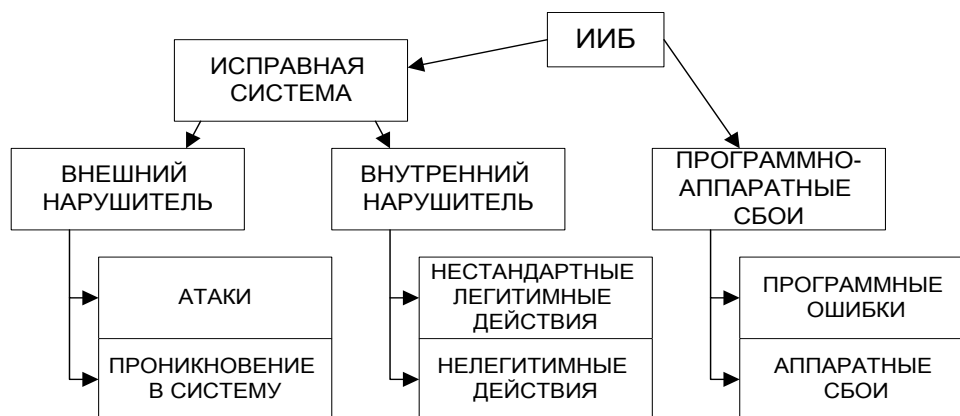 ИИБ
ИСПРАВНАЯ
СИСТЕМА
ВНЕШНИЙ
НАРУШИТЕЛЬ
ВНУТРЕННИЙ
НАРУШИТЕЛЬ
ПРОГРАММНО-
АППАРАТНЫЕ
СБОИ
АТАКИ
ПРОНИКНОВЕНИЕ
В СИСТЕМУ
НЕСТАНДАРТНЫЕ
ЛЕГИТИМНЫЕ
ДЕЙСТВИЯ
НЕЛЕГИТИМНЫЕ
ДЕЙСТВИЯ
ПРОГРАММНЫЕ
ОШИБКИ
АППАРАТНЫЕ
СБОИ